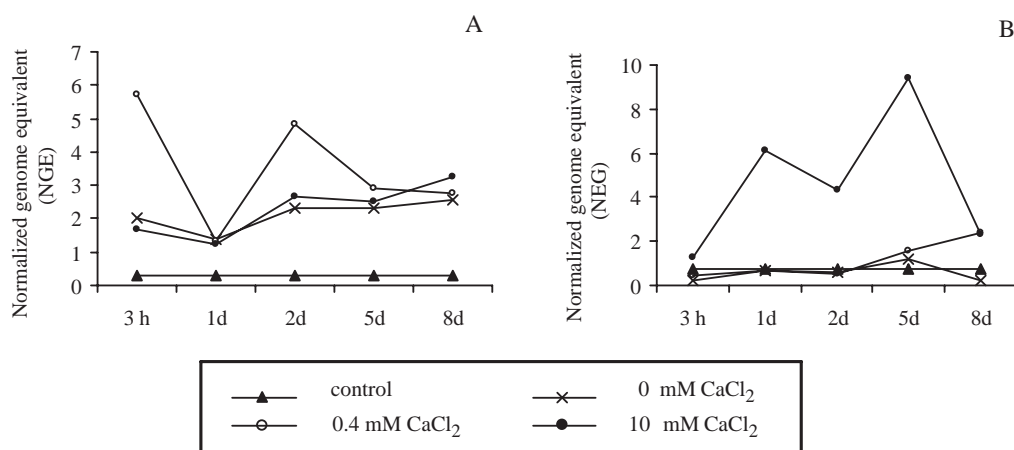 A
Normalized genome equivalent
(NGE)
7
6
5
4
3
2
1
0
3 h 1d 2d 5d 8d
B
Normalized genome equivalent
(NEG)
10
8
6
4
2
0
3 h 1d 2d 5d 8d
control
0 mM CaCl2
0.4 mM CaCl2
10 mM CaCl2